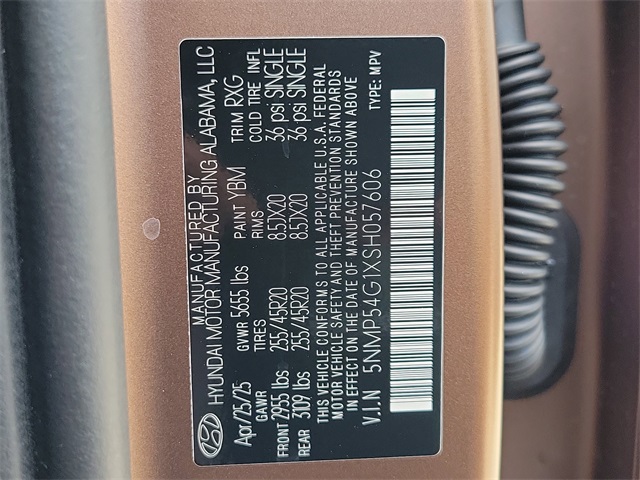 MANUFACTURED BY
HYUNDAI MOTOR MANUFACTURING ALABAMA, LLC
Apr/25/25 GVWR 5655 lbs PAINT YBM TRIM RXG
GAWR TIRES RIMS COLD TIRE INFL
FRONT 2955 lbs 255/45R20 8.5JX20 36 psi SINGLE
REAR 3109 lbs 255/45R20 8.5JX20 36 psi SINGLE
THIS VEHICLE CONFORMS TO ALL APPLICABLE U.S.A. FEDERAL
MOTOR VEHICLE SAFETY AND THEFT PREVENTION STANDARDS
IN EFFECT ON THE DATE OF MANUFACTURE SHOWN ABOVE
V.I.N 5NMP54G1XSH057606 TYPE: MPV